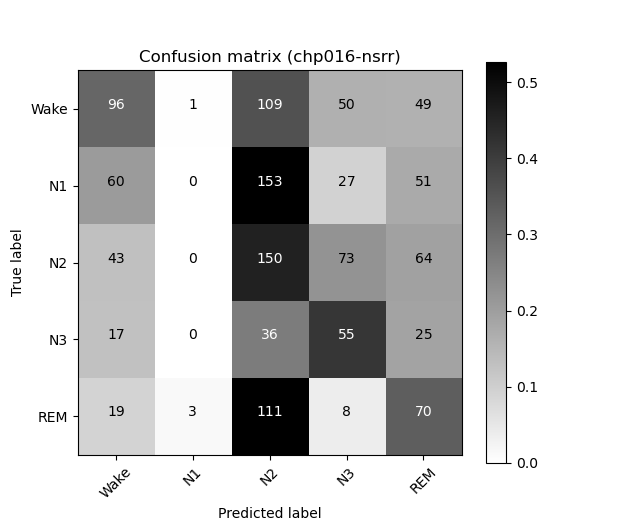 Confusion matrix (chp016-nsrr)
Wake 96 1 109 50 49
N1 60 0 153 27 51
N2 43 0 150 73 64
N3 17 0 36 55 25
REM 19 3 111 8 70
Wake N1 N2 N3 REM
True label
Predicted label
0.5
0.4
0.3
0.2
0.1
0.0